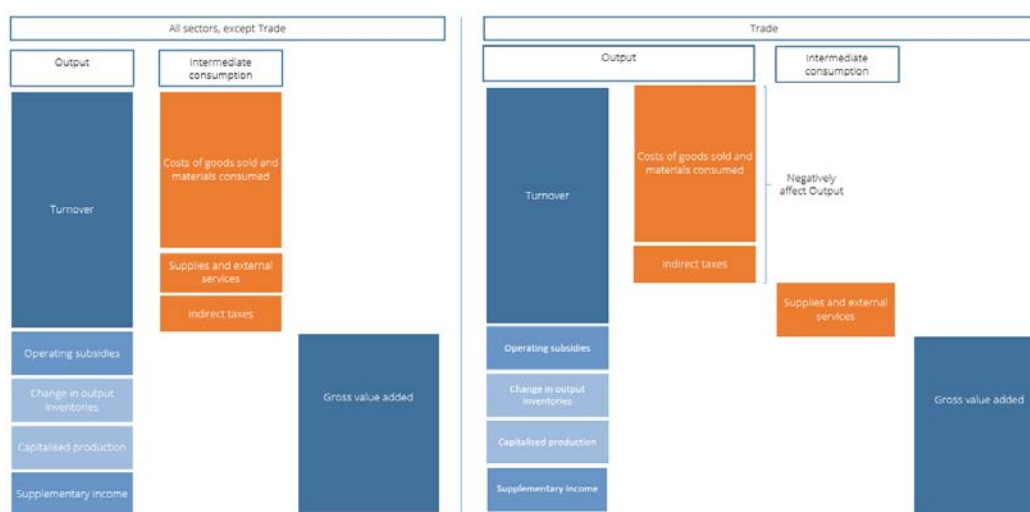 All sectors, except Trade
Output
Intermediate
consumption
Turnover
Costs of goods sold and
materials consumed
Supplies and external
services
Indirect taxes
Operating subsidies
Change in output
inventories
Capitalised production
Supplementary income
Gross value added
Trade
Output
Intermediate
consumption
Turnover
Costs of goods sold and
materials consumed
Negatively
affect Output
Indirect taxes
Supplies and external
services
Operating subsidies
Change in output
inventories
Capitalised production
Supplementary income
Gross value added